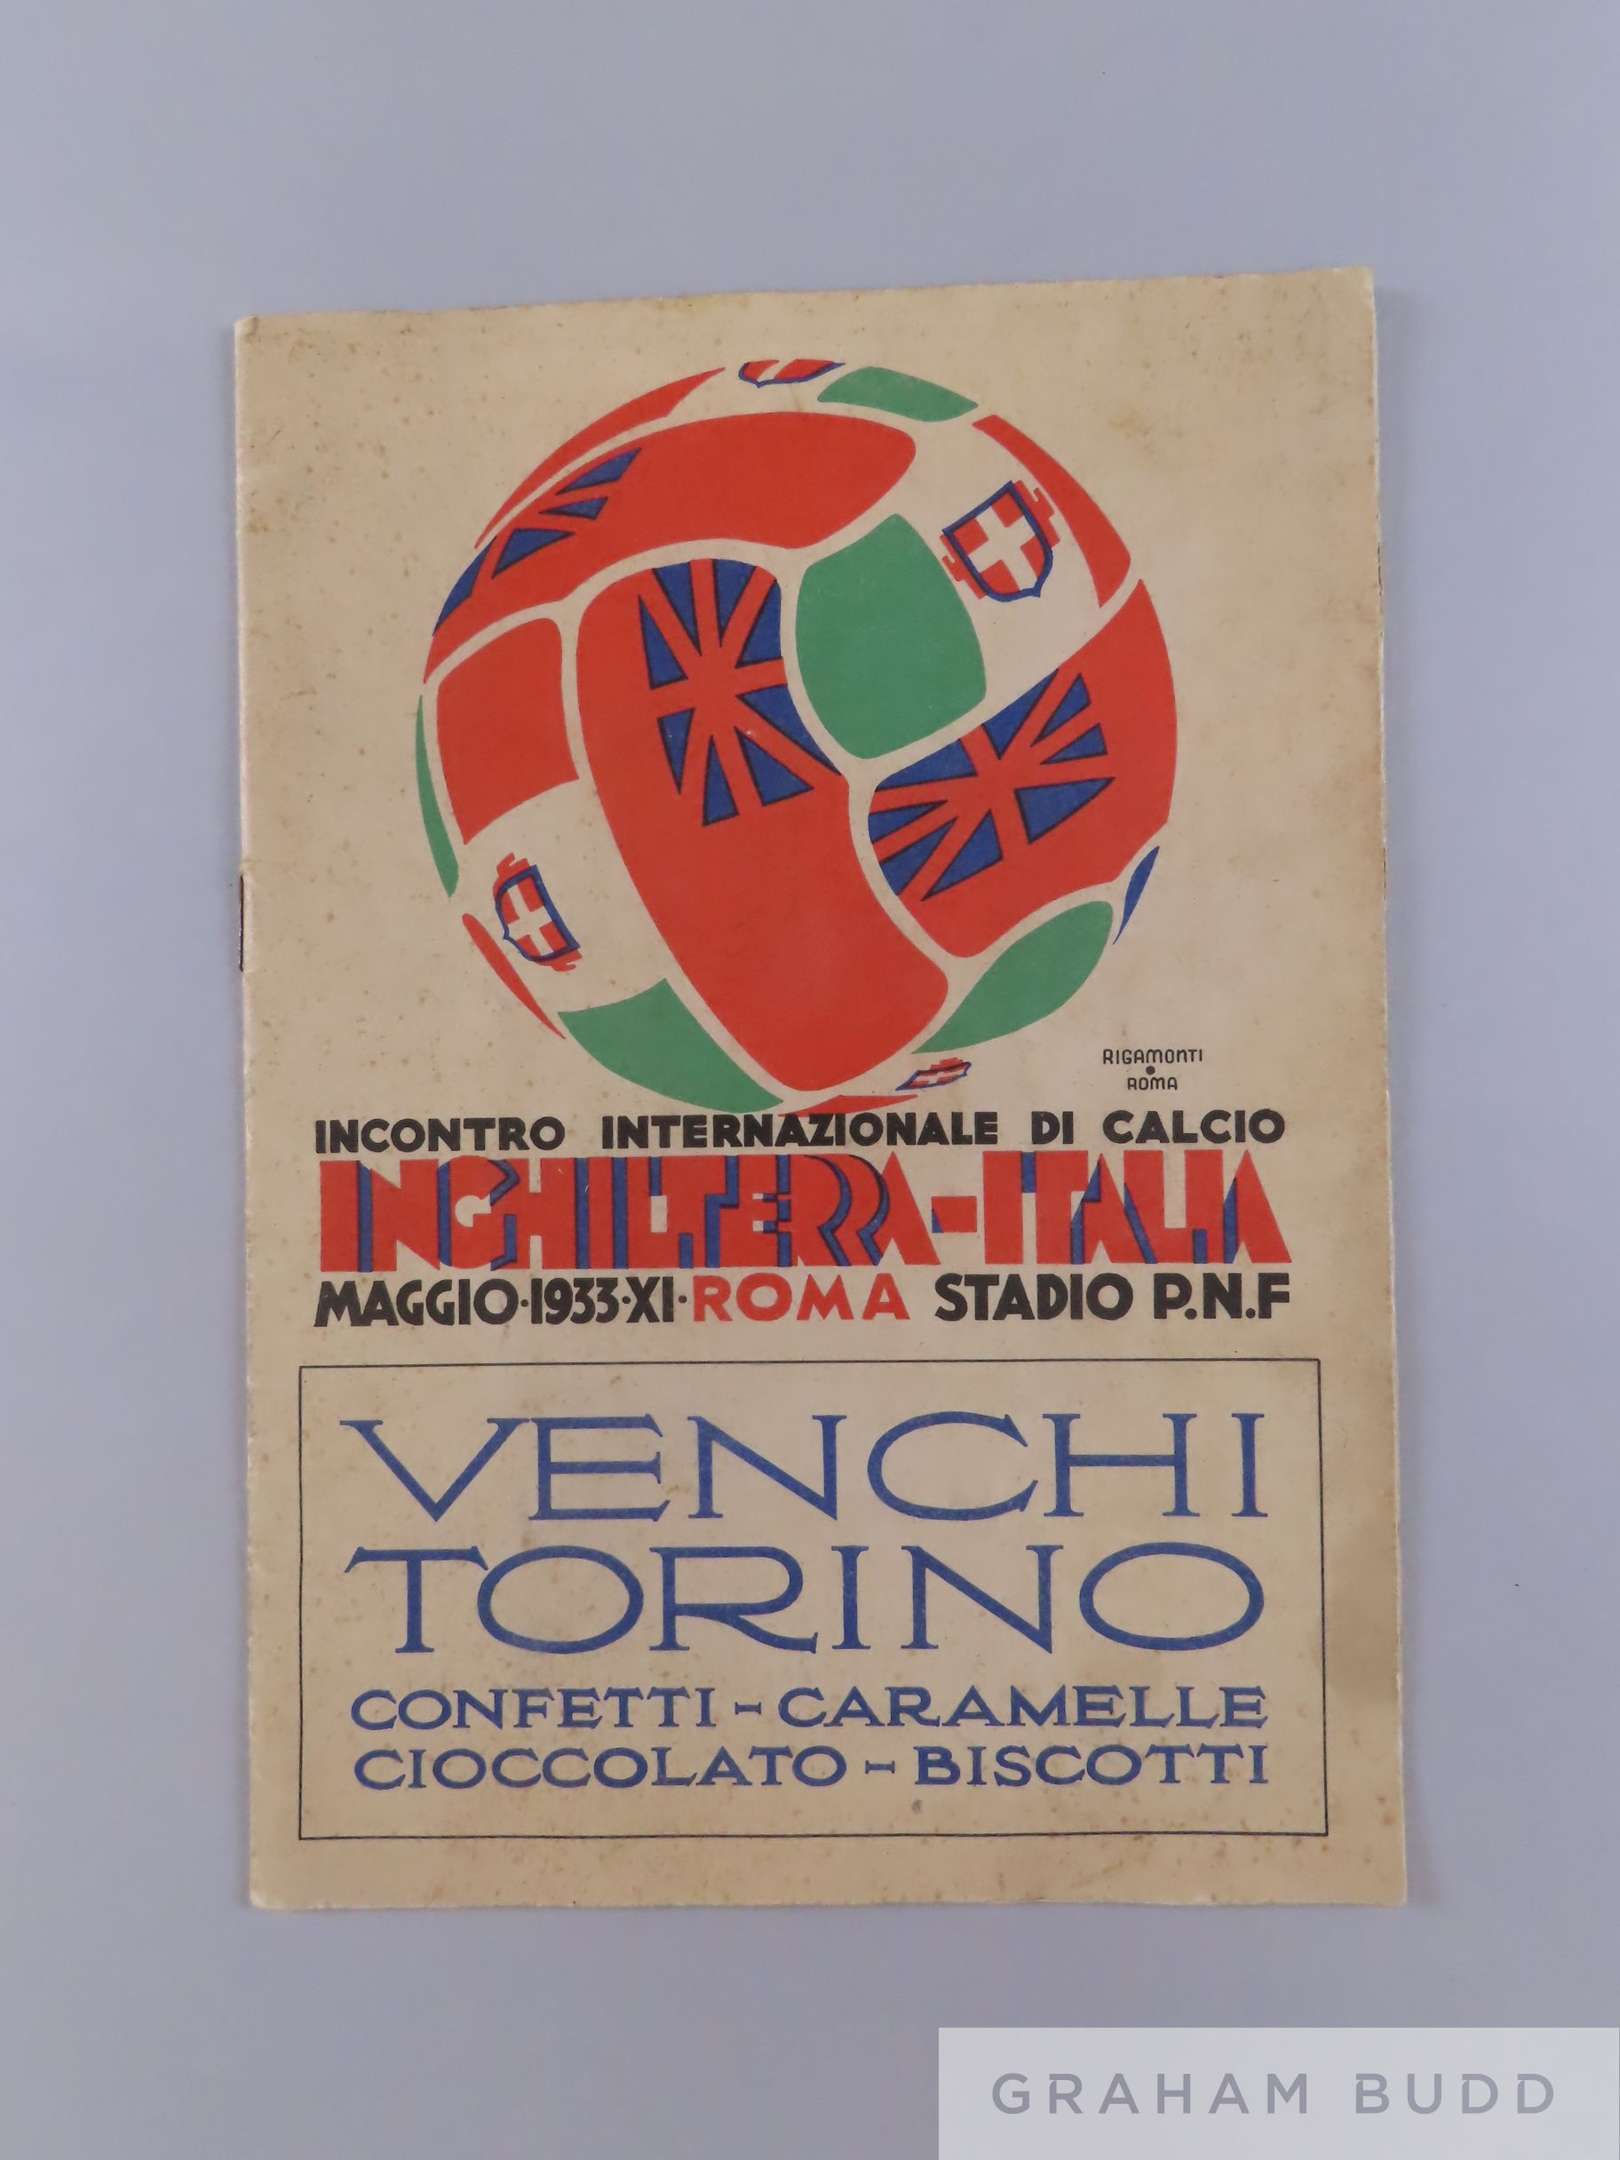 RIGAMONTI
ROMA
INCONTRO INTERNAZIONALE DI CALCIO
INGHILTERRA-ITALIA
MAGGIO·1933·XI·ROMA STADIO P.N.F
VENCHI
TORINO
CONFETTI - CARAMELLE
CIOCCOLATO - BISCOTTI
GRAHAM BUDD